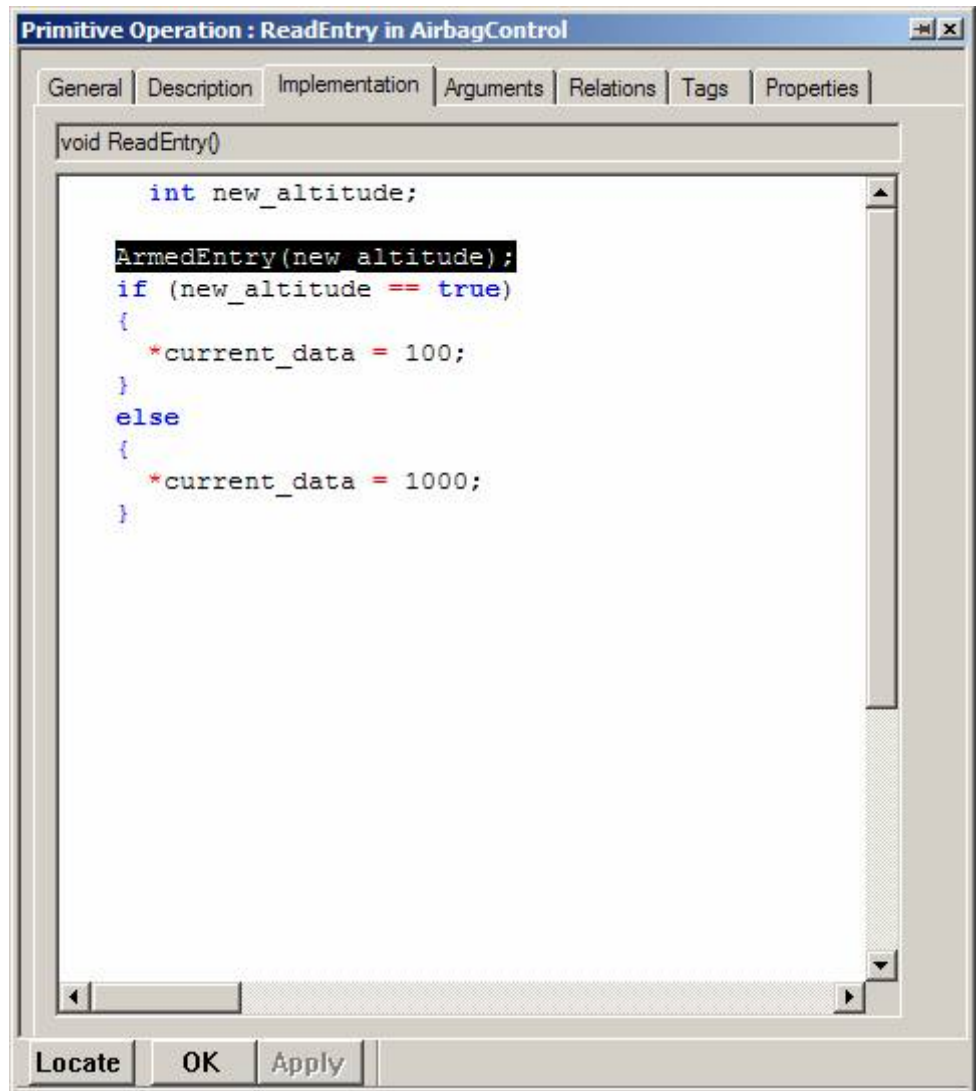 Primitive Operation : ReadEntry in AirbagControl
General Description Implementation Arguments Relations Tags Properties
void ReadEntry()
int new_altitude;
ArmedEntry(new_altitude);
if (new_altitude == true)
{
*current_data = 100;
}
else
{
*current_data = 1000;
}
Locate OK Apply